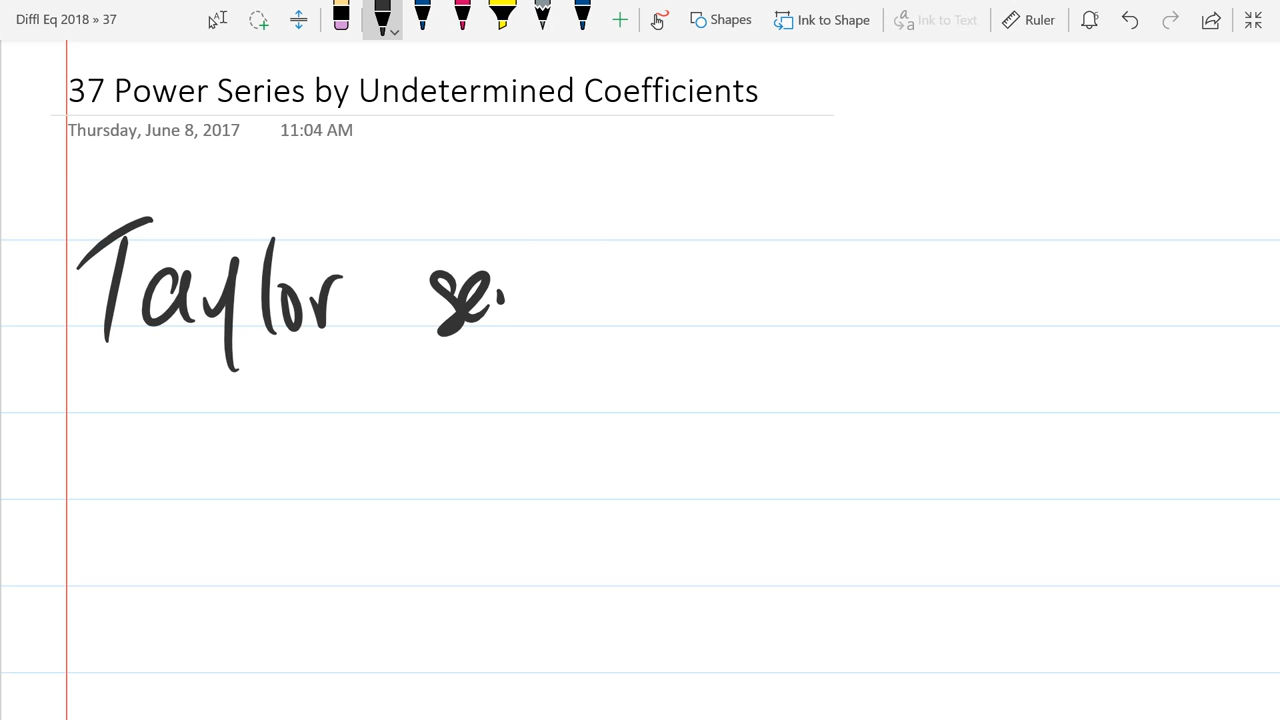 Diffl Eq 2018 » 37
Shapes
Ink to Shape
Ink to Text
Ruler
37 Power Series by Undetermined Coefficients
Thursday, June 8, 2017 11:04 AM
Taylor se